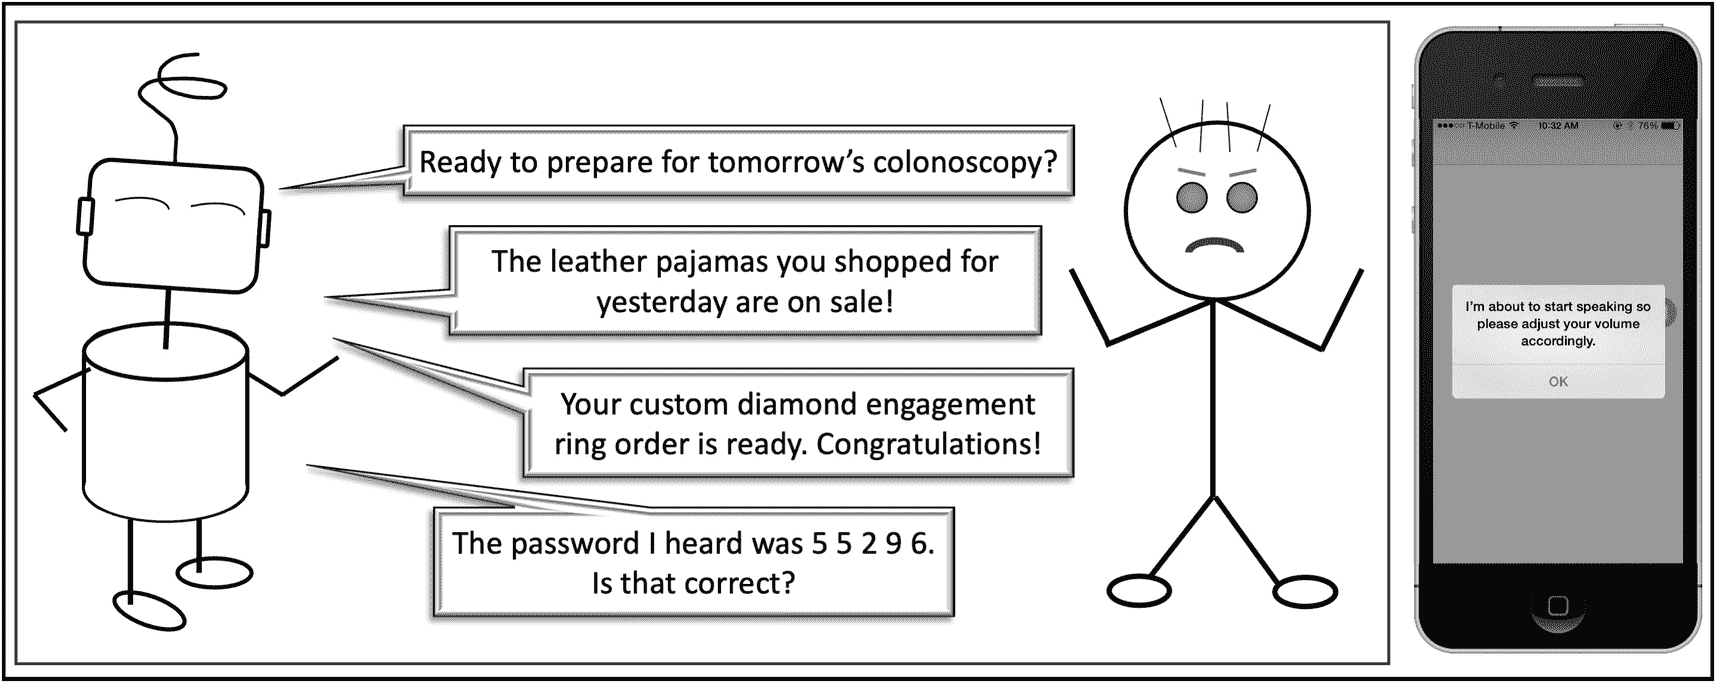 Ready to prepare for tomorrow’s colonoscopy?
The leather pajamas you shopped for
yesterday are on sale!
Your custom diamond engagement
ring order is ready. Congratulations!
The password I heard was 5 5 2 9 6.
Is that correct?
T-Mobile 10:32 AM 76%
I’m about to start speaking so
please adjust your volume
accordingly.
OK